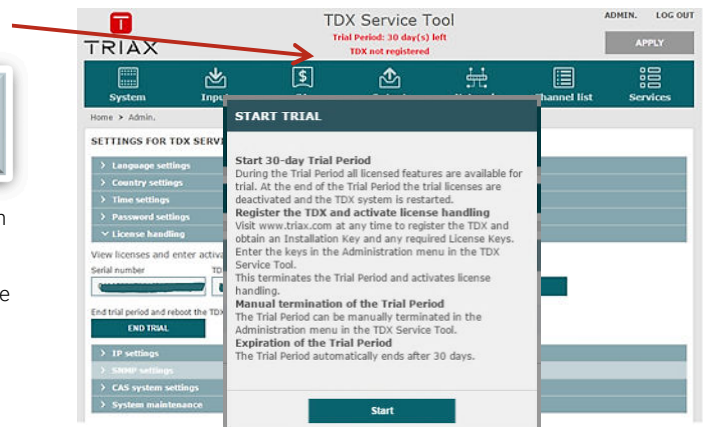 TRIAX
TDX Service Tool
Trial Period: 30 day(s) left
TDX not registered
ADMIN. LOG OUT
APPLY
System
Channel list
Services
Home > Admin.
SETTINGS FOR TDX
> Language settings
> Country settings
> Time settings
> Password settings
License handling
View licenses and enter
Serial number
End trial period and reboot the TDX
END TRIAL
> IP settings
> SNMP settings
> CAS system settings
> System maintenance
START TRIAL
Start 30-day Trial Period
During the Trial Period all licensed features are available for
trial. At the end of the Trial Period the trial licenses are
deactivated and the TDX system is restarted.
Register the TDX and activate license handling
Visit www.triax.com at any time to register the TDX and
obtain an Installation Key and any required License Keys.
Enter the keys in the Administration menu in the TDX
Service Tool.
This terminates the Trial Period and activates license
handling.
Manual termination of the Trial Period
The Trial Period can be manually terminated in the
Administration menu in the TDX Service Tool.
Expiration of the Trial Period
The Trial Period automatically ends after 30 days.
Start